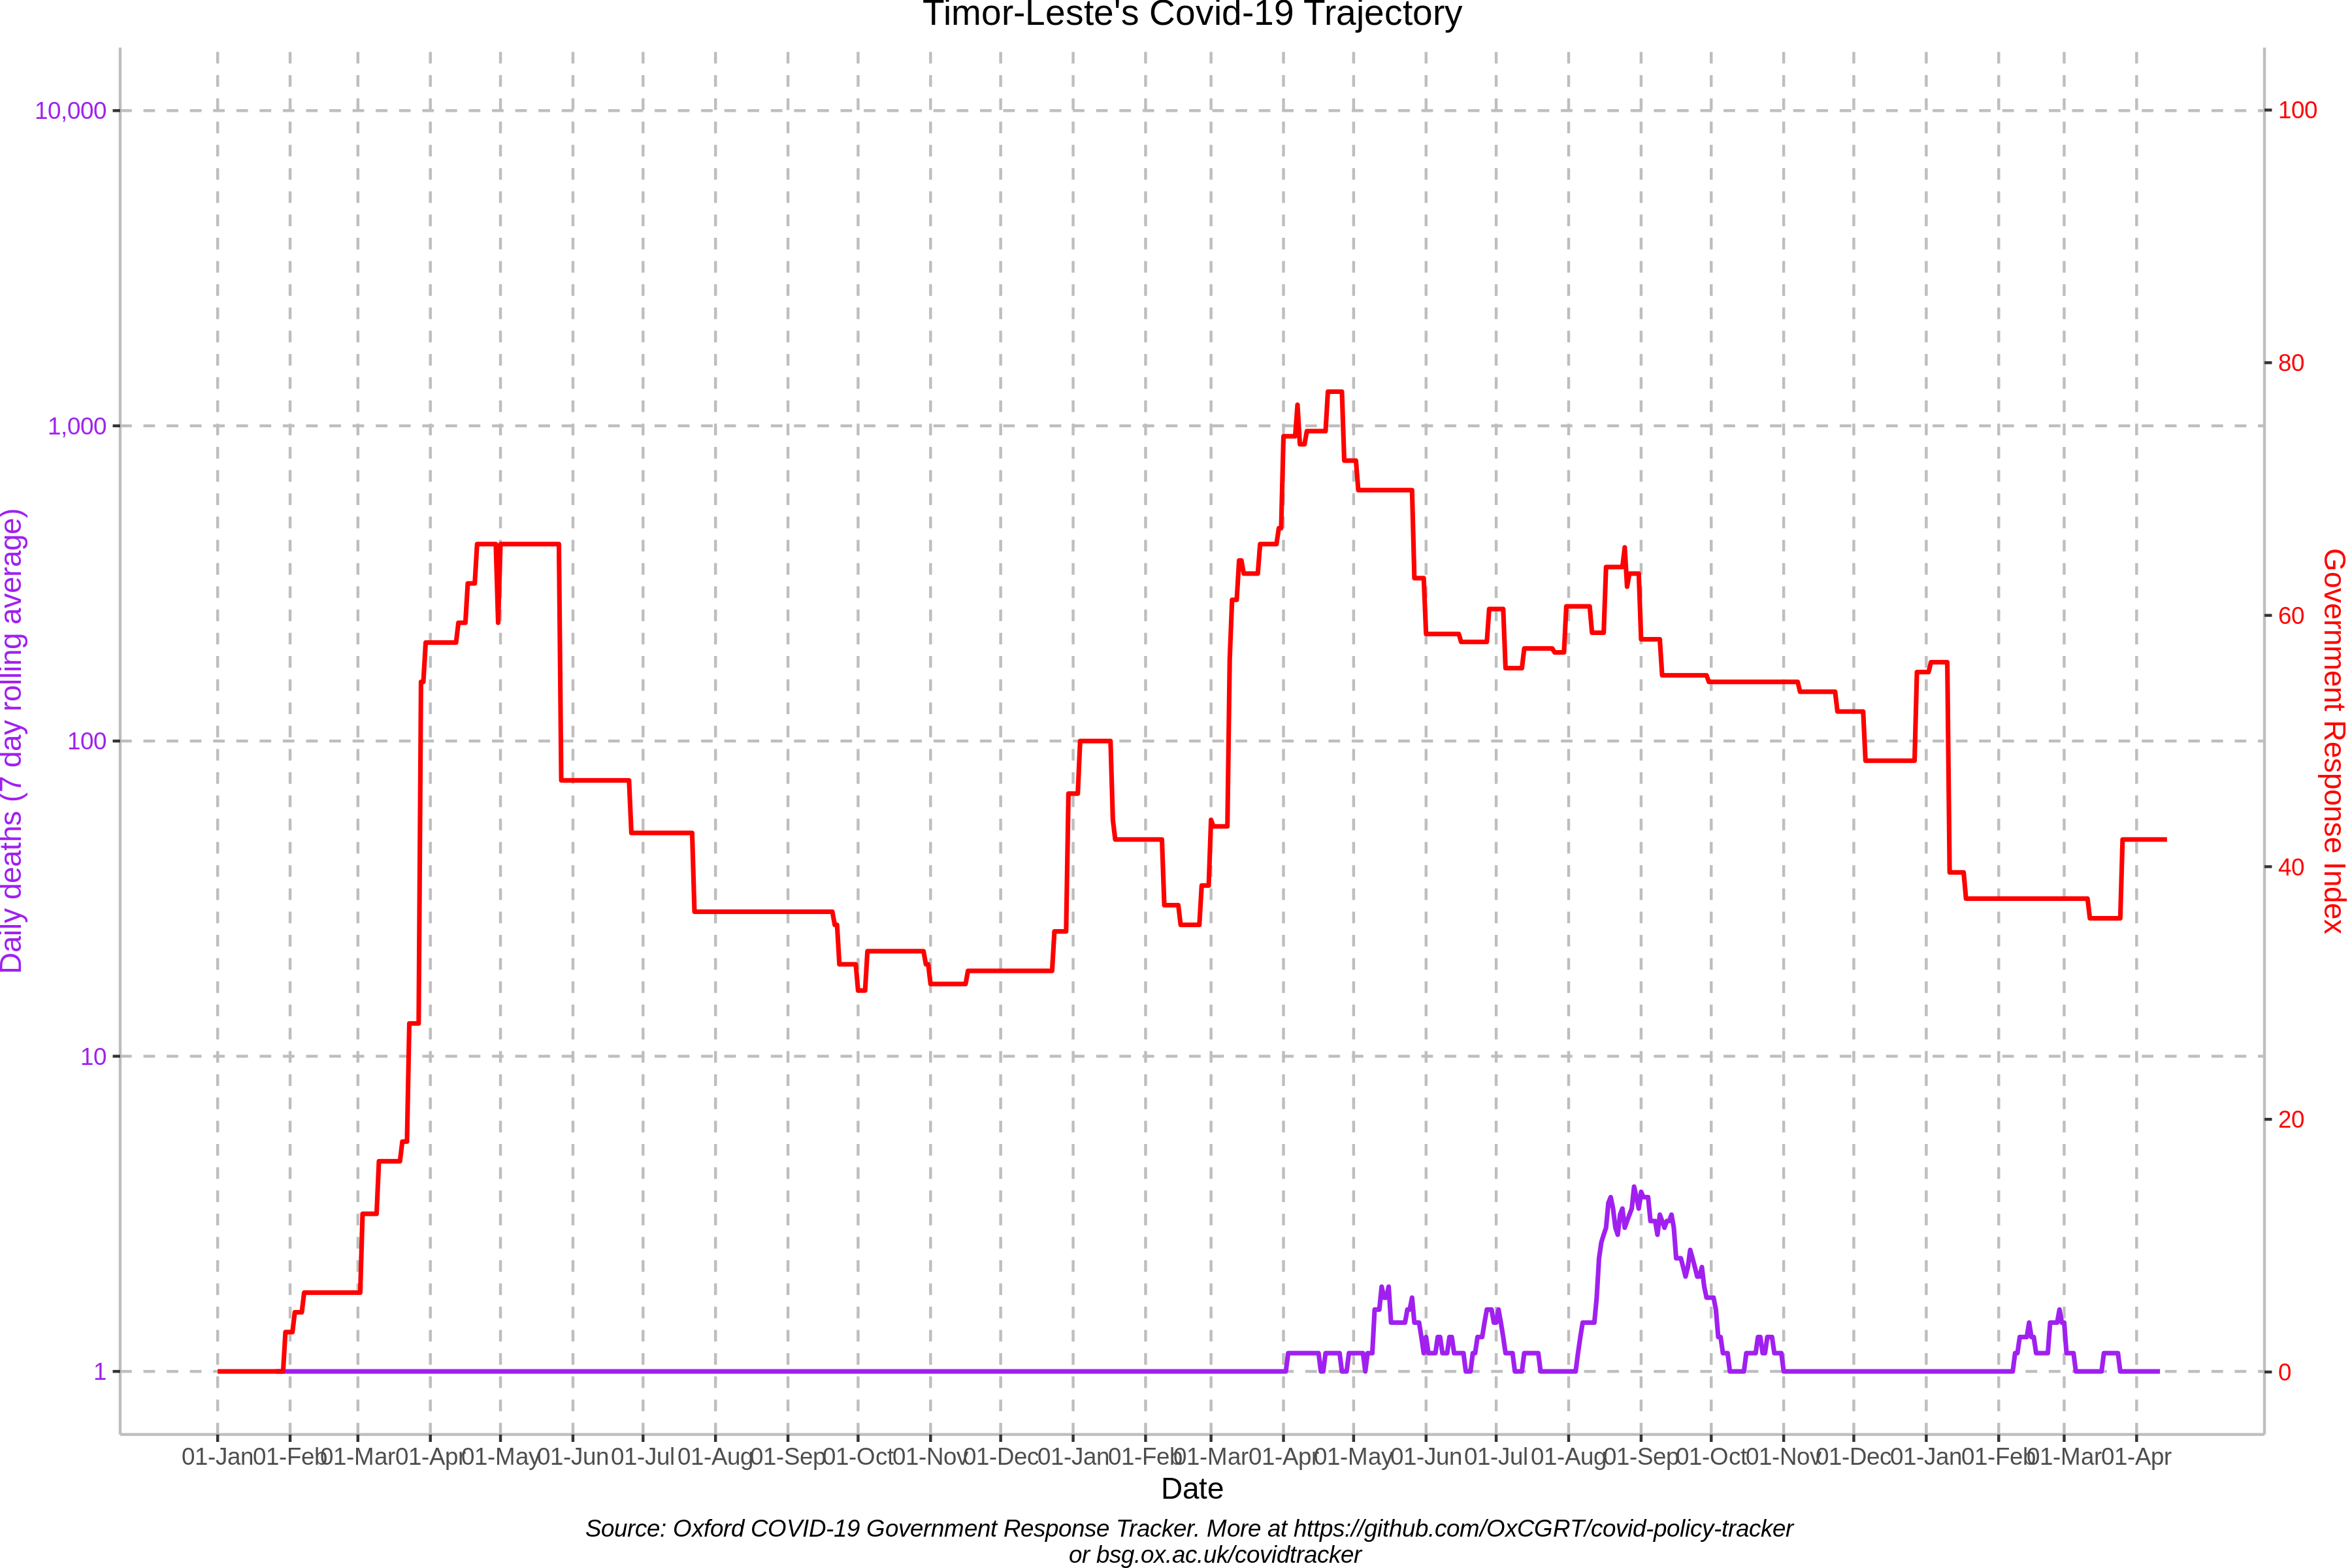 Timor-Leste's Covid-19 Trajectory
10,000
1,000
100
10
1
Daily deaths (7 day rolling average)
100
80
60
40
20
0
Government Response Index
01-Jan 01-Feb 01-Mar 01-Apr 01-May 01-Jun 01-Jul 01-Aug 01-Sep 01-Oct 01-Nov 01-Dec 01-Jan 01-Feb 01-Mar 01-Apr 01-May 01-Jun 01-Jul 01-Aug 01-Sep 01-Oct 01-Nov 01-Dec 01-Jan 01-Feb 01-Mar 01-Apr
Date
Source: Oxford COVID-19 Government Response Tracker. More at https://github.com/OxCGRT/covid-policy-tracker
or bsg.ox.ac.uk/covidtracker